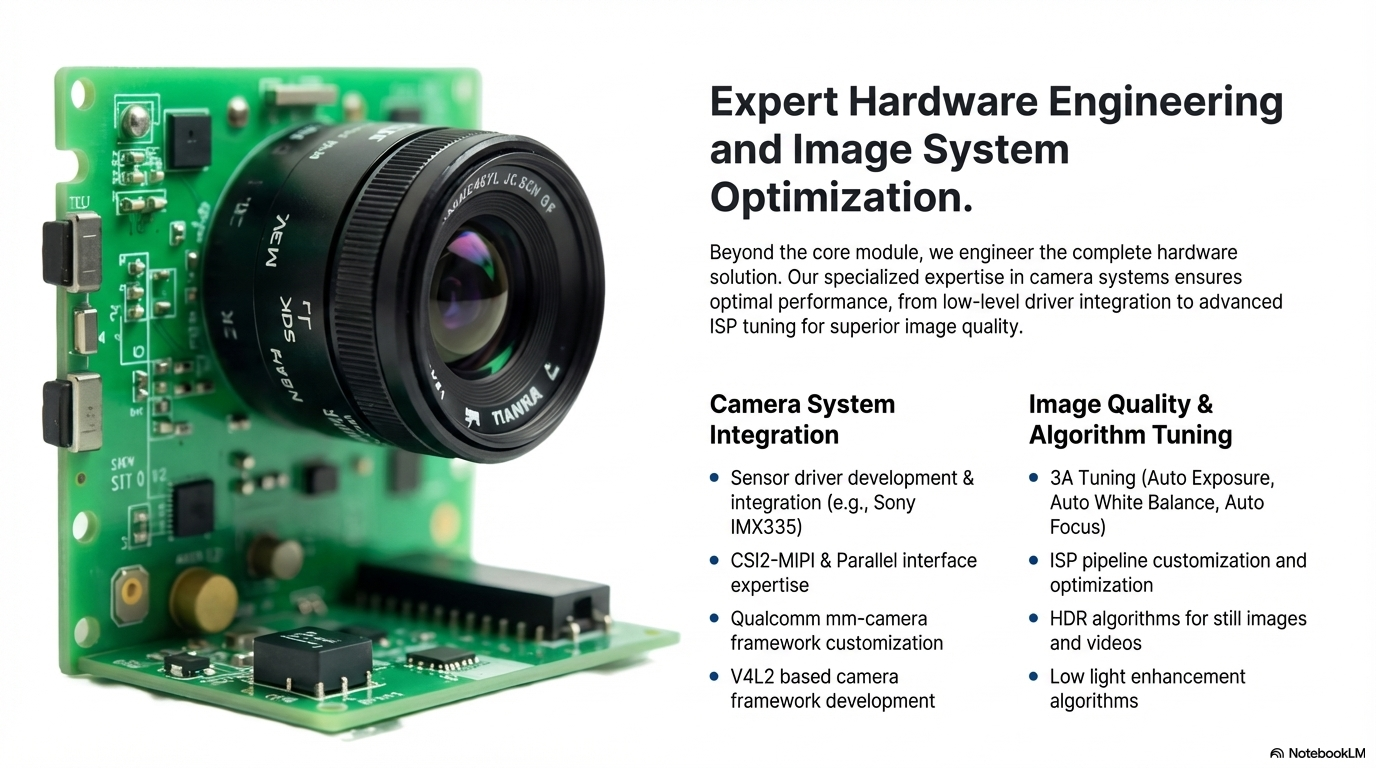 Expert Hardware Engineering
and Image System
Optimization.
Beyond the core module, we engineer the complete hardware
solution. Our specialized expertise in camera systems ensures
optimal performance, from low-level driver integration to advanced
ISP tuning for superior image quality.
Camera System
Integration
• Sensor driver development &
integration (e.g., Sony
IMX335)
• CSI2-MIPI & Parallel interface
expertise
• Qualcomm mm-camera
framework customization
• V4L2 based camera
framework development
Image Quality &
Algorithm Tuning
• 3A Tuning (Auto Exposure,
Auto White Balance, Auto
Focus)
• ISP pipeline customization and
optimization
• HDR algorithms for still images
and videos
• Low light enhancement
algorithms
NotebookLM